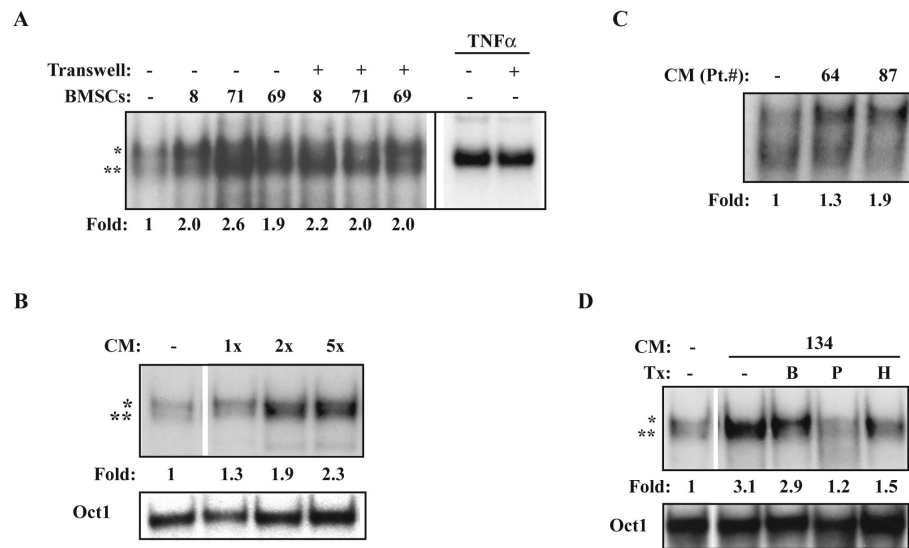 A
TNFα
Transwell: - - - - + + + - +
BMSCs: - 8 71 69 8 71 69 - -
*
**
Fold: 1 2.0 2.6 1.9 2.2 2.0 2.0
C
CM (Pt.#) - 64 87
Fold: 1 1.3 1.9
B
CM: - 1x 2x 5x
*
**
Fold: 1 1.3 1.9 2.3
Oct1
D
CM: - 134
Tx: - - B P H
*
**
Fold: 1 3.1 2.9 1.2 1.5
Oct1